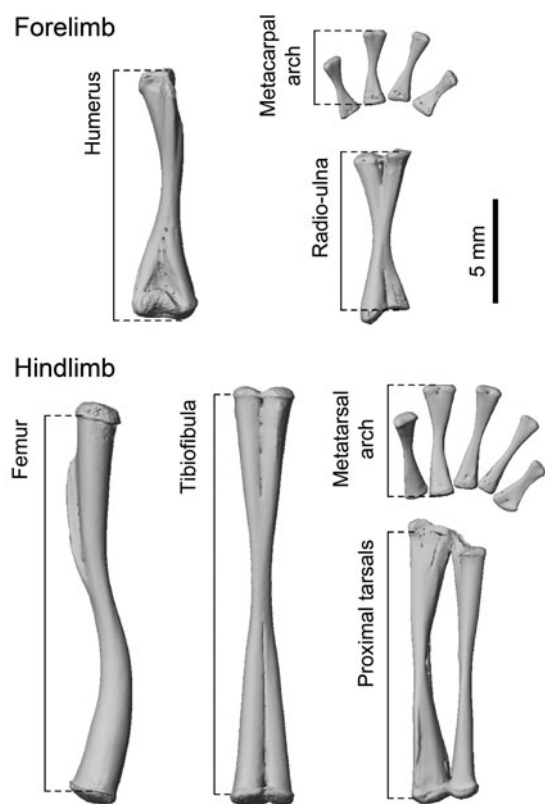 Forelimb
Humerus
Metacarpal
arch
Radio-ulna
5 mm
Hindlimb
Femur
Tibiofibula
Metatarsal
arch
Proximal tarsals